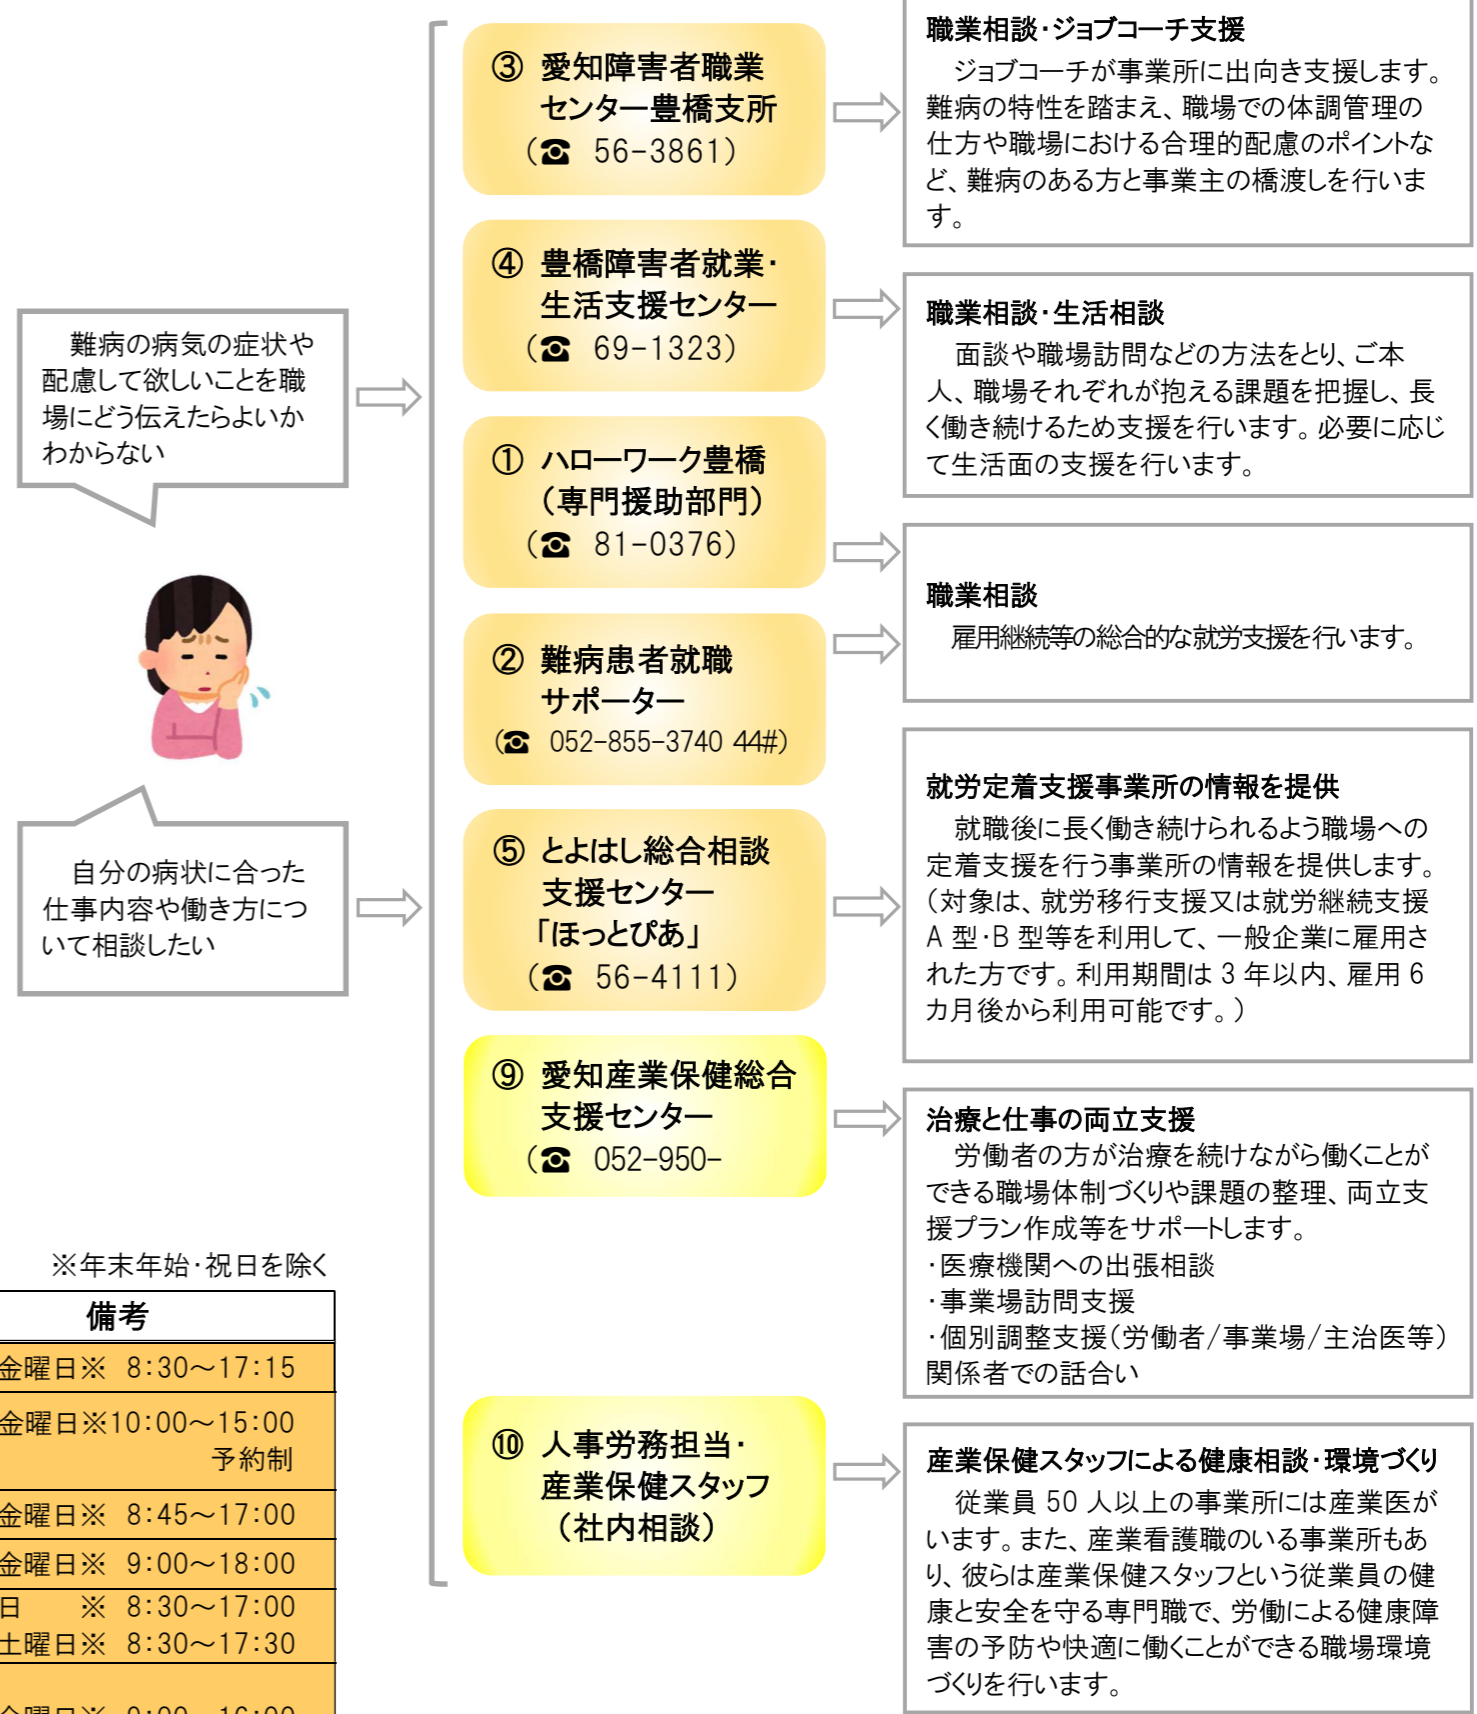 難病の病気の症状や
配慮して欲しいことを職
場にどう伝えたらよいか
わからない
自分の病状に合った
仕事内容や働き方につ
いて相談したい
③ 愛知障害者職業
センター豊橋支所
(☎ 56-3861)
④ 豊橋障害者就業・
生活支援センター
(☎ 69-1323)
① ハローワーク豊橋
(専門援助部門)
(☎ 81-0376)
② 難病患者就職
サポーター
(☎ 052-855-3740 44#)
⑤ とよはし総合相談
支援センター
「ほっとぴあ」
(☎ 56-4111)
⑨ 愛知産業保健総合
支援センター
(☎ 052-950-
⑩ 人事労務担当・
産業保健スタッフ
(社内相談)
職業相談・ジョブコーチ支援
ジョブコーチが事業所に出向き支援します。
難病の特性を踏まえ、職場での体調管理の
仕方や職場における合理的配慮のポイントな
ど、難病のある方と事業主の橋渡しを行いま
す。
職業相談・生活相談
面談や職場訪問などの方法をとり、ご本
人、職場それぞれが抱える課題を把握し、長
く働き続けるため支援を行います。必要に応じ
て生活面の支援を行います。
職業相談
雇用継続等の総合的な就労支援を行います。
就労定着支援事業所の情報を提供
就職後に長く働き続けられるよう職場への
定着支援を行う事業所の情報を提供します。
(対象は、就労移行支援又は就労継続支援
A 型・B 型等を利用して、一般企業に雇用さ
れた方です。利用期間は 3 年以内、雇用 6
カ月後から利用可能です。)
治療と仕事の両立支援
労働者の方が治療を続けながら働くことが
できる職場体制づくりや課題の整理、両立支
援プラン作成等をサポートします。
・医療機関への出張相談
・事業場訪問支援
・個別調整支援(労働者/事業場/主治医等)
関係者での話合い
産業保健スタッフによる健康相談・環境づくり
従業員 50 人以上の事業所には産業医が
います。また、産業看護職のいる事業所もあ
り、彼らは産業保健スタッフという従業員の健
康と安全を守る専門職で、労働による健康障
害の予防や快適に働くことができる職場環境
づくりを行います。
※年末年始・祝日を除く
備考
金曜日※ 8:30～17:15
金曜日※10:00～15:00
予約制
金曜日※ 8:45～17:00
金曜日※ 9:00～18:00
日 ※ 8:30～17:00
土曜日※ 8:30～17:30